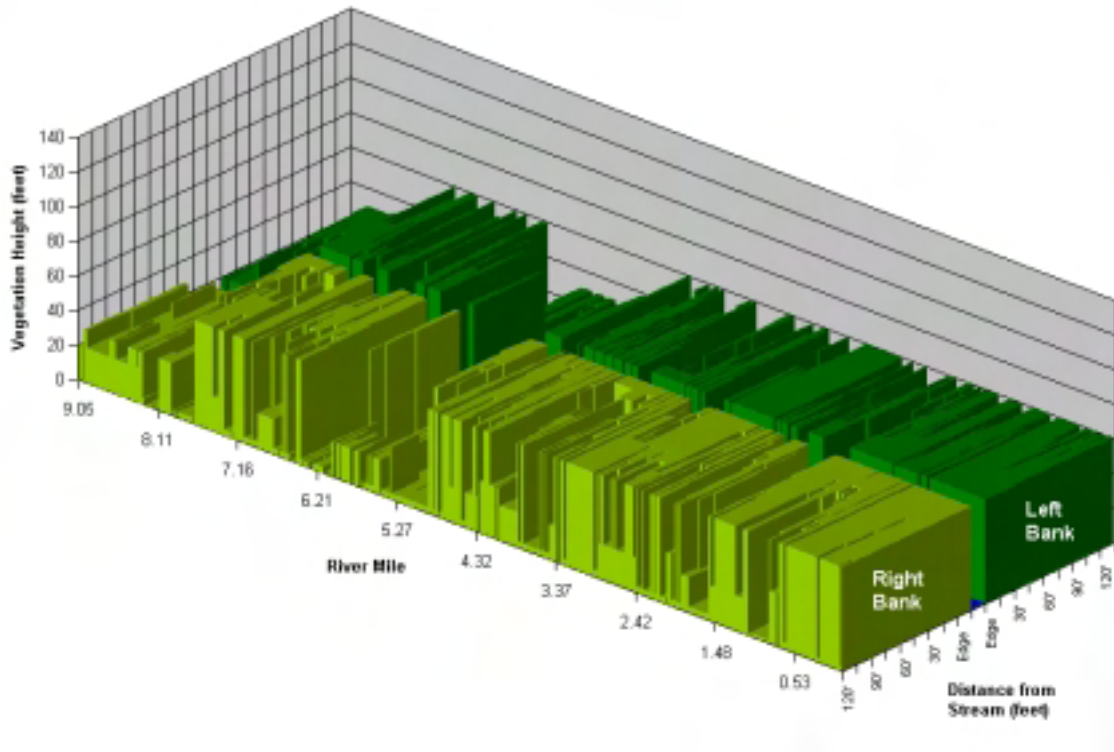 140
120
100
80
60
40
20
0
Vegetation Height (feet)
9.05
8.11
7.16
6.21
5.27
4.32
3.37
2.42
1.48
0.53
River Mile
Right
Bank
Left
Bank
120'
90'
60'
30'
Edge
Edge
30'
60'
90'
120'
Distance from
Stream (feet)